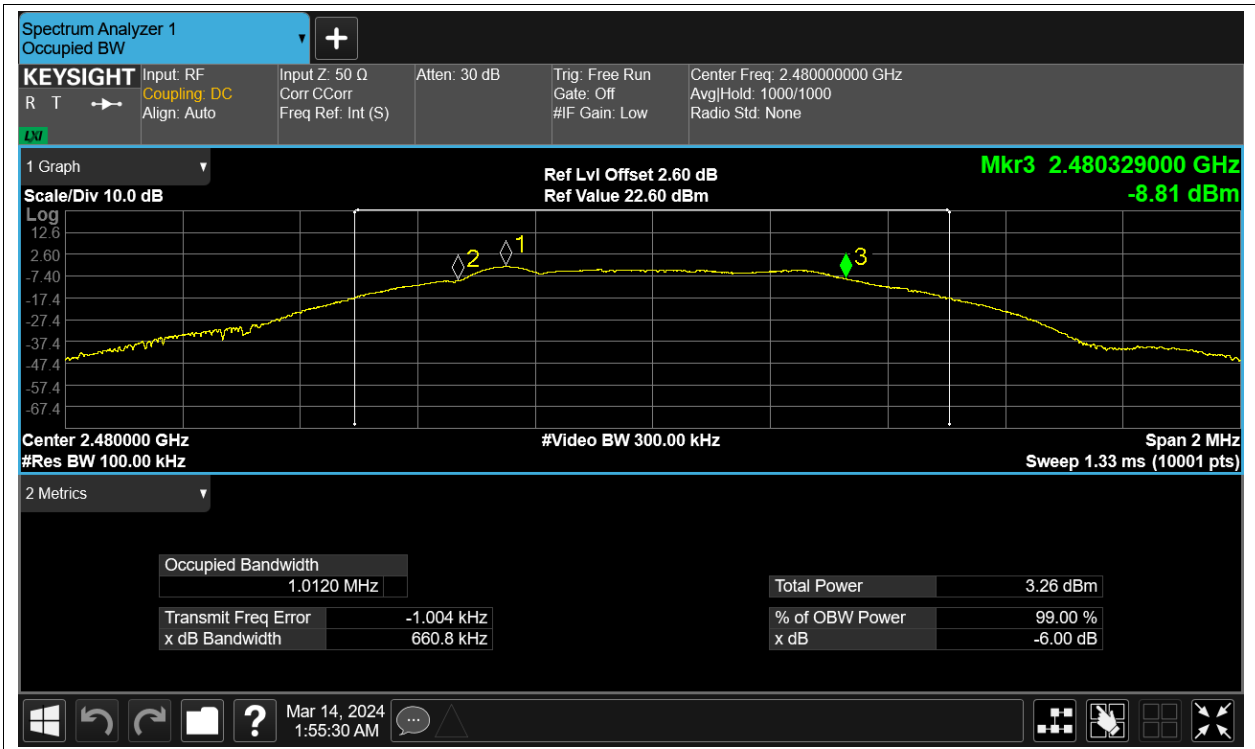 Spectrum Analyzer 1
Occupied BW
KEYSIGHT
R T
LXI
Input: RF
Coupling: DC
Align: Auto
Input Z: 50 Ω
Corr CCorr
Freq Ref: Int (S)
Atten: 30 dB
Trig: Free Run
Gate: Off
#IF Gain: Low
Center Freq: 2.480000000 GHz
Avg|Hold: 1000/1000
Radio Std: None
1 Graph
Scale/Div 10.0 dB
Ref Lvl Offset 2.60 dB
Ref Value 22.60 dBm
Mkr3 2.480329000 GHz
-8.81 dBm
Log
12.6
2.60
-7.40
-17.4
-27.4
-37.4
-47.4
-57.4
-67.4
2
1
3
Center 2.480000 GHz
#Res BW 100.00 kHz
#Video BW 300.00 kHz
Span 2 MHz
Sweep 1.33 ms (10001 pts)
2 Metrics
Occupied Bandwidth
1.0120 MHz
Transmit Freq Error -1.004 kHz
x dB Bandwidth 660.8 kHz
Total Power 3.26 dBm
% of OBW Power 99.00 %
x dB -6.00 dB
?
Mar 14, 2024
1:55:30 AM